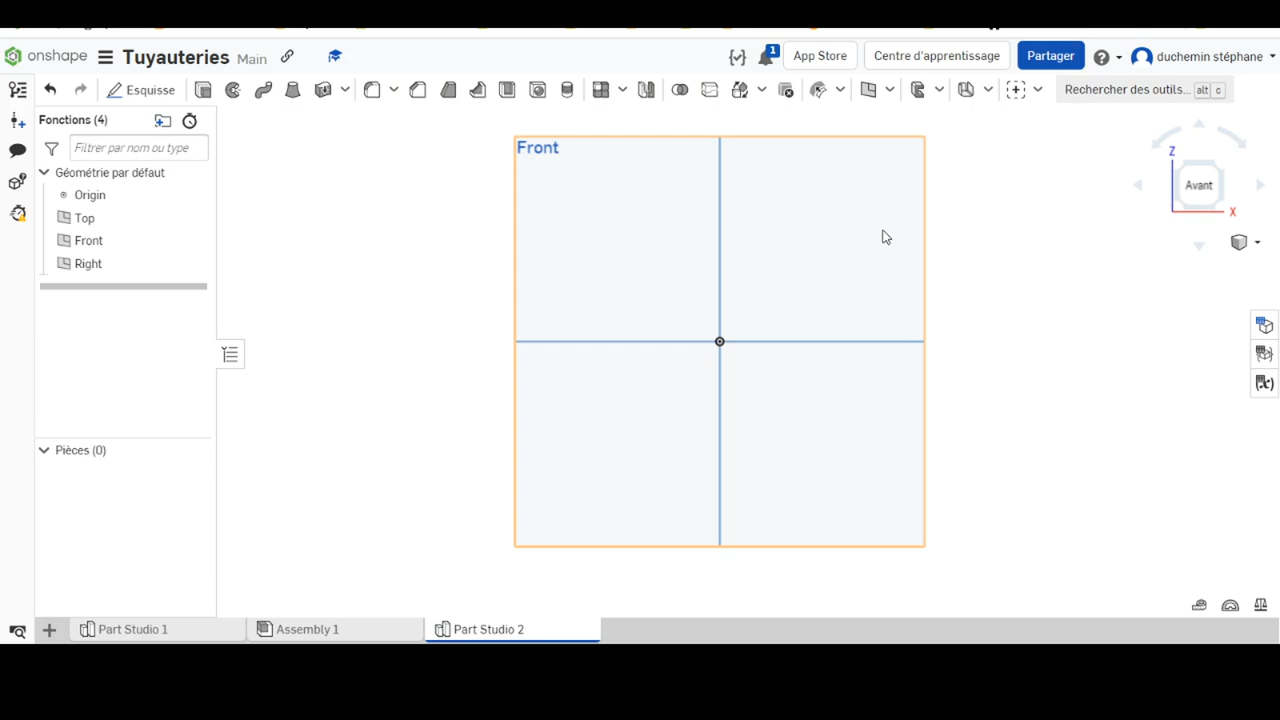 onshape Tuyauteries Main 1 App Store Centre d'apprentissage Partager duchemin stéphane
Esquisse Rechercher des outils... alt c
Fonctions (4)
Filtrer par nom ou type
Géométrie par défaut
Origin
Top
Front
Right
Pièces (0)
Front
Z
Avant
X
(x)
Part Studio 1 Assembly 1 Part Studio 2